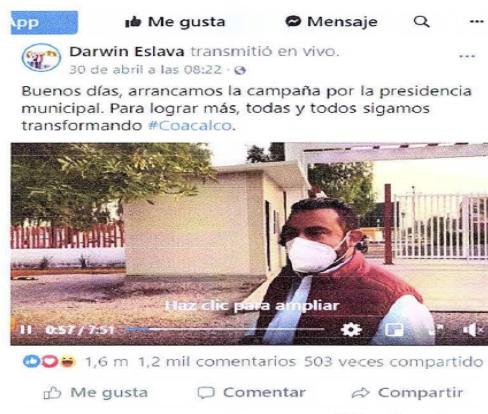 App Me gusta Mensaje
Darwin Eslava transmitió en vivo.
30 de abril a las 08:22 ·
Buenos días, arrancamos la campaña por la presidencia
municipal. Para lograr más, todas y todos sigamos
transformando #Coacalco.
Haz clic para ampliar
0:57 / 7:51
1,6 m 1,2 mil comentarios 503 veces compartido
Me gusta Comentar Compartir